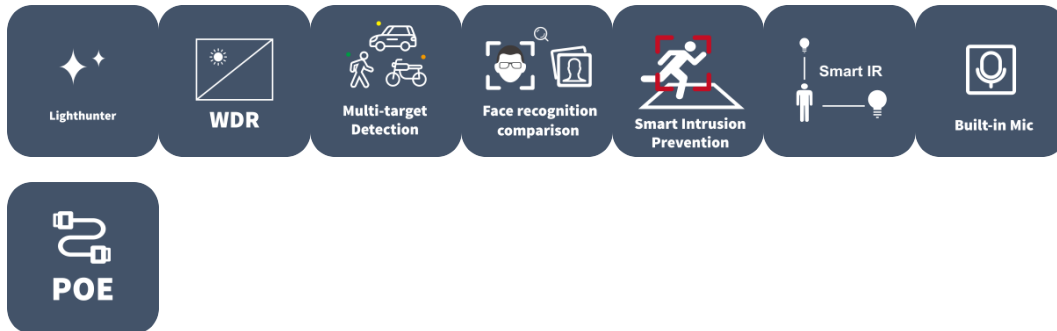 Lighthunter
WDR
Multi-target
Detection
Face recognition
comparison
Smart Intrusion
Prevention
Smart IR
Built-in Mic
POE